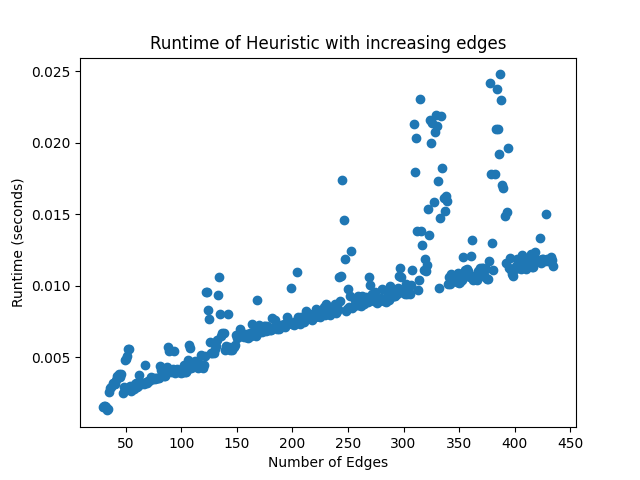 Runtime of Heuristic with increasing edges
0.025
0.020
0.015
0.010
0.005
Runtime (seconds)
50 100 150 200 250 300 350 400 450
Number of Edges